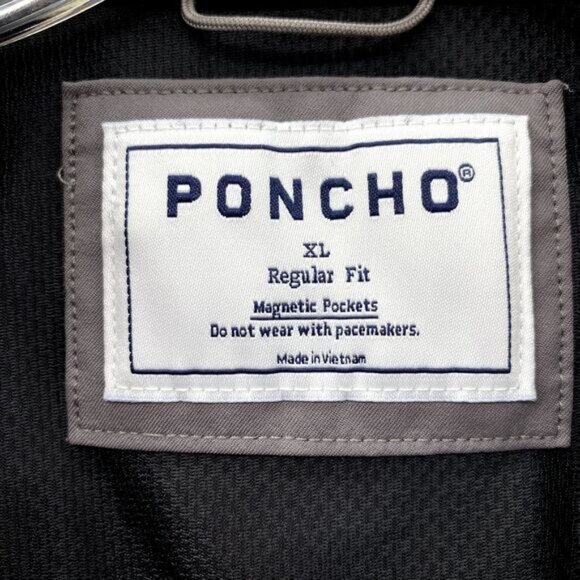 PONCHO®
XL
Regular Fit
Magnetic Pockets
Do not wear with pacemakers.
Made in Vietnam